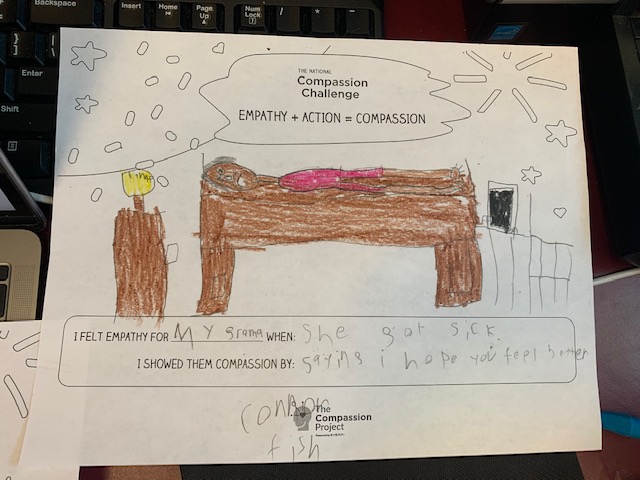 Backspace
Insert
Home
Page
Up
Num
Lock
/
*
-
Enter
Shift
THE NATIONAL
Compassion
Challenge
EMPATHY + ACTION = COMPASSION
I FELT EMPATHY FOR My grama WHEN: She got Sick
I SHOWED THEM COMPASSION BY: saying i hope you feel better
connor
The
Compassion
Project
fish